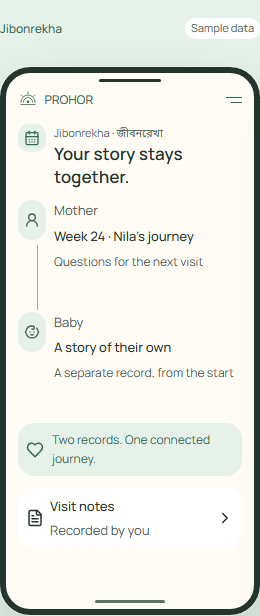 Jibonrekha
Sample data
PROHOR
Jibonrekha · জীবনরেখা
Your story stays
together.
Mother
Week 24 · Nila's journey
Questions for the next visit
Baby
A story of their own
A separate record, from the start
Two records. One connected
journey.
Visit notes
Recorded by you